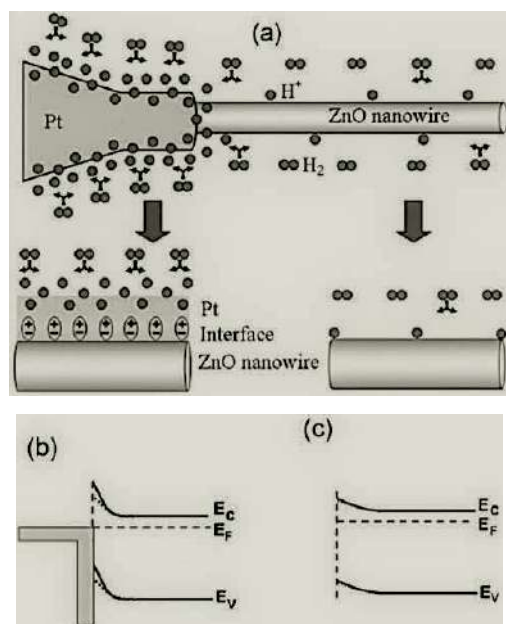 (a)
H⁺
Pt
ZnO nanowire
H₂
Pt
Interface
ZnO nanowire
(b)
(c)
E_C
E_F
E_V
E_C
E_F
E_V